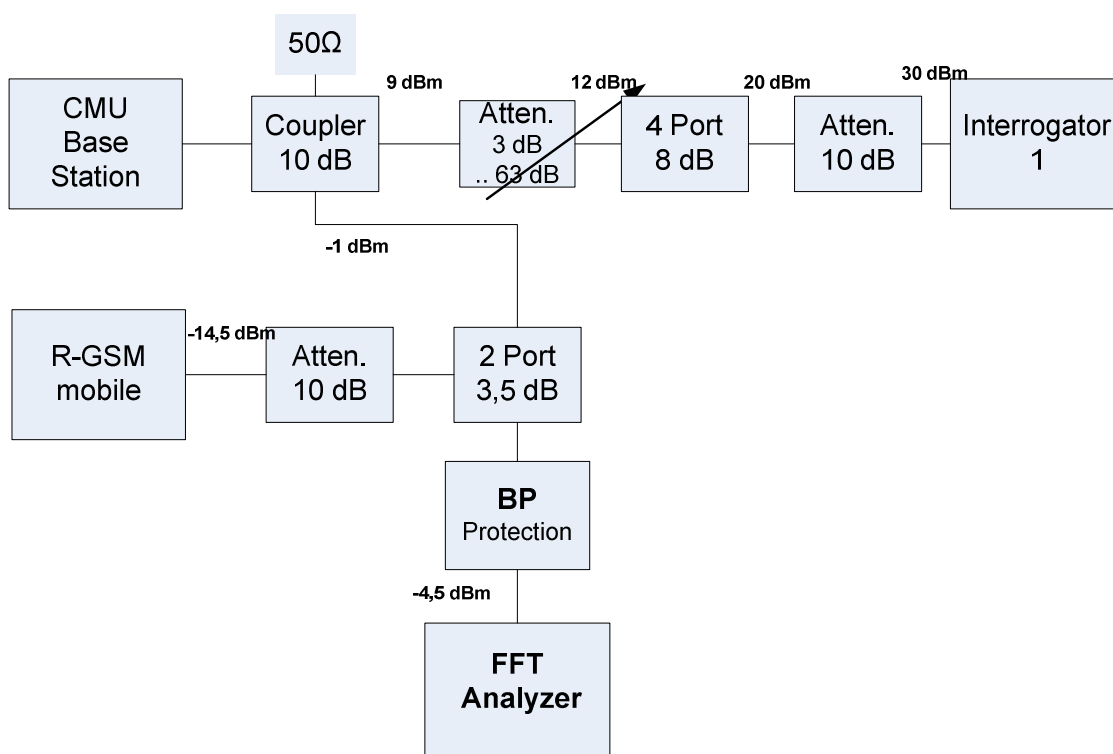 50Ω
9 dBm
12 dBm
20 dBm
30 dBm
CMU
Base
Station
Coupler
10 dB
Atten.
3 dB
.. 63 dB
4 Port
8 dB
Atten.
10 dB
Interrogator
1
-1 dBm
-14,5 dBm
R-GSM
mobile
Atten.
10 dB
2 Port
3,5 dB
BP
Protection
-4,5 dBm
FFT
Analyzer